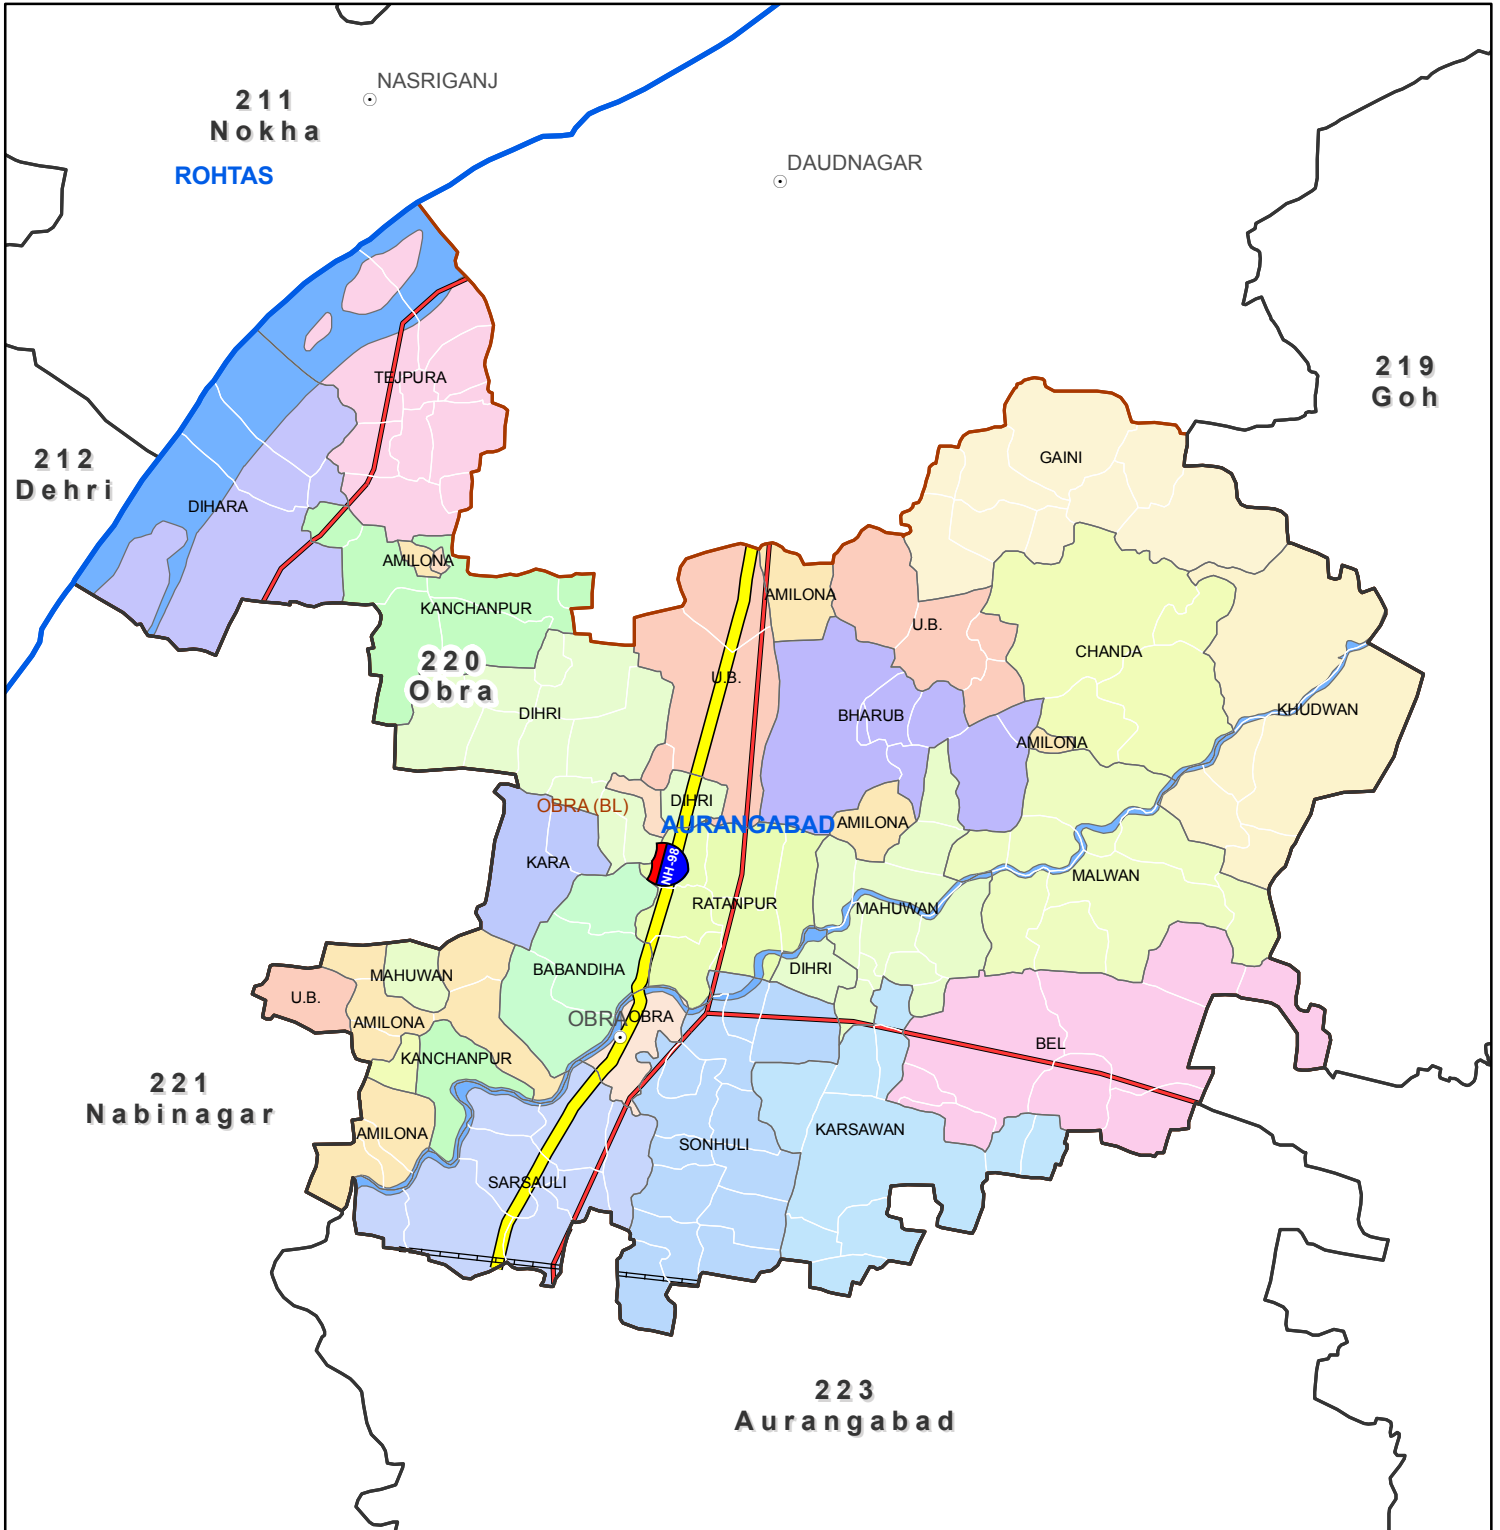 NASRIGANJ
211
Nokha
DAUDNAGAR
ROHTAS
219
Goh
TEJPURA
GAINI
212
Dehri
DIHARA
AMILONA
KANCHANPUR
AMILONA
U.B.
CHANDA
220
Obra
U.B.
DIHRI
BHARUB
KHUDWAN
AMILONA
OBRA (BL)
DIHRI
AURANGABAD
AMILONA
KARA
NH-98
MALWAN
RATANPUR
MAHUWAN
BABANDIHA
DIHRI
MAHUWAN
U.B.
OBRA
OBRA
AMILONA
BEL
KANCHANPUR
221
Nabinagar
AMILONA
KARSAWAN
SONHULI
SARSAULI
223
Aurangabad